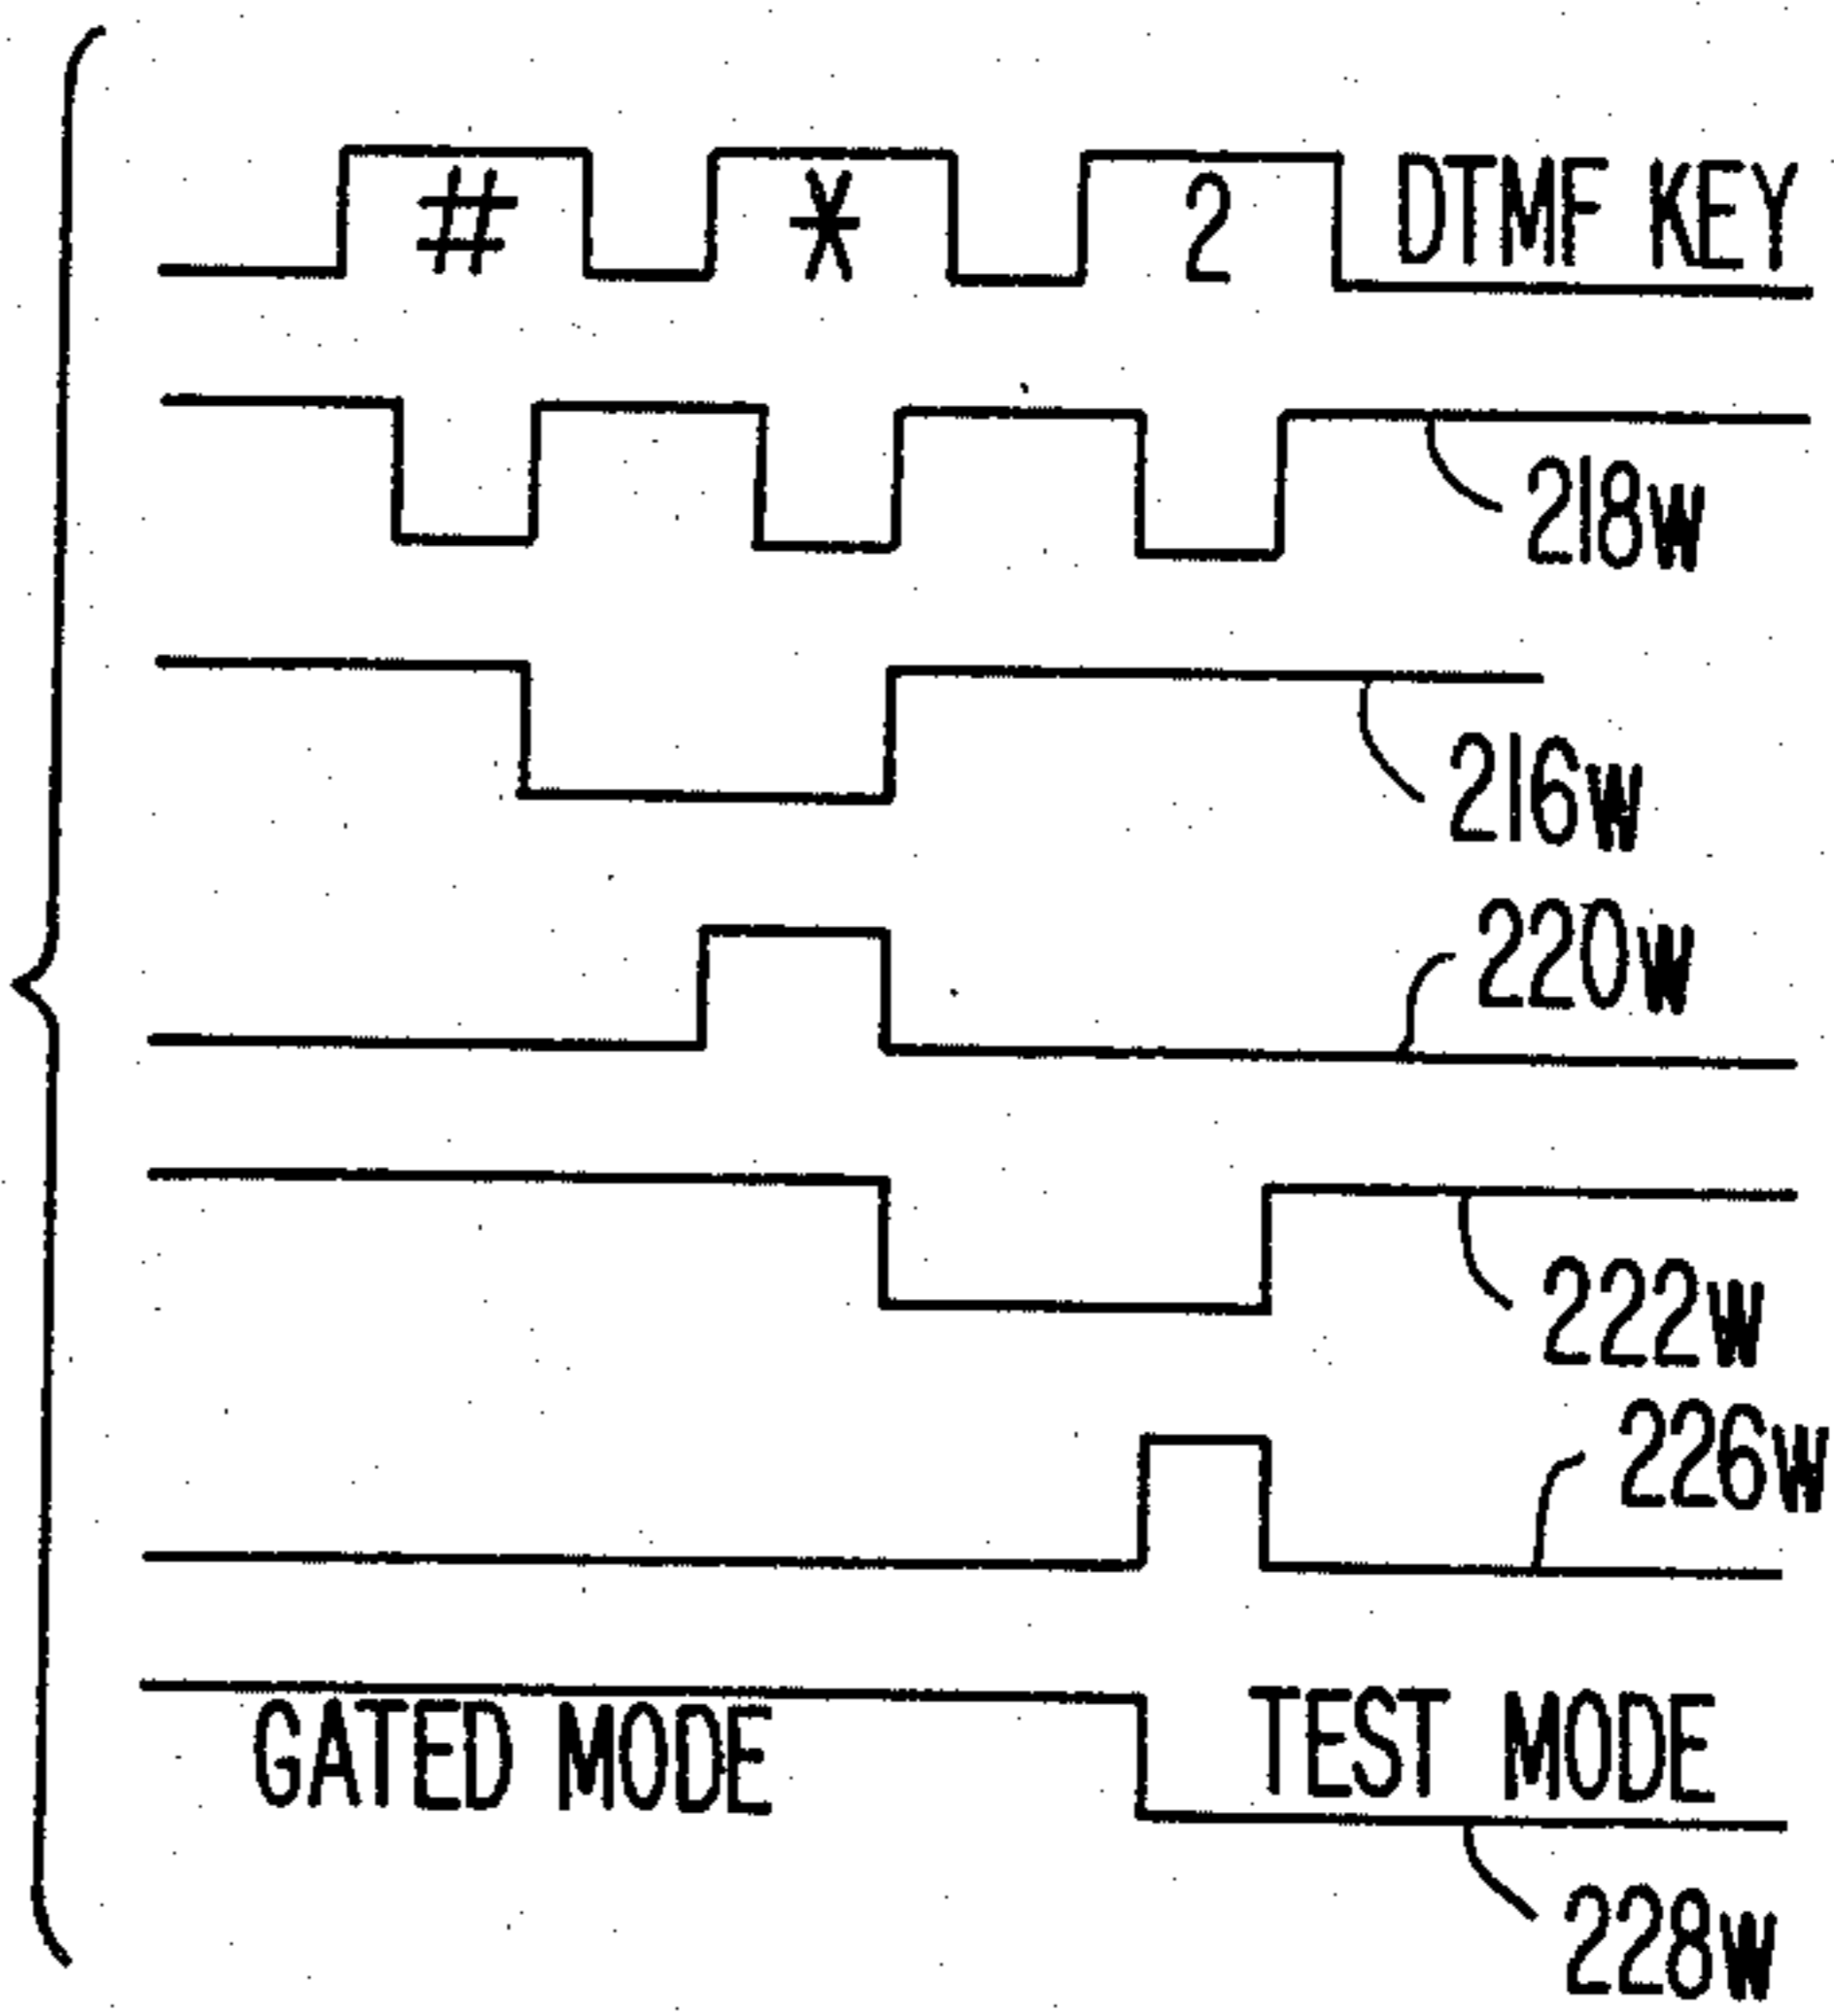 # * 2 DTMF KEY
218w
216w
220w
222w
226w
GATED MODE TEST MODE
228w